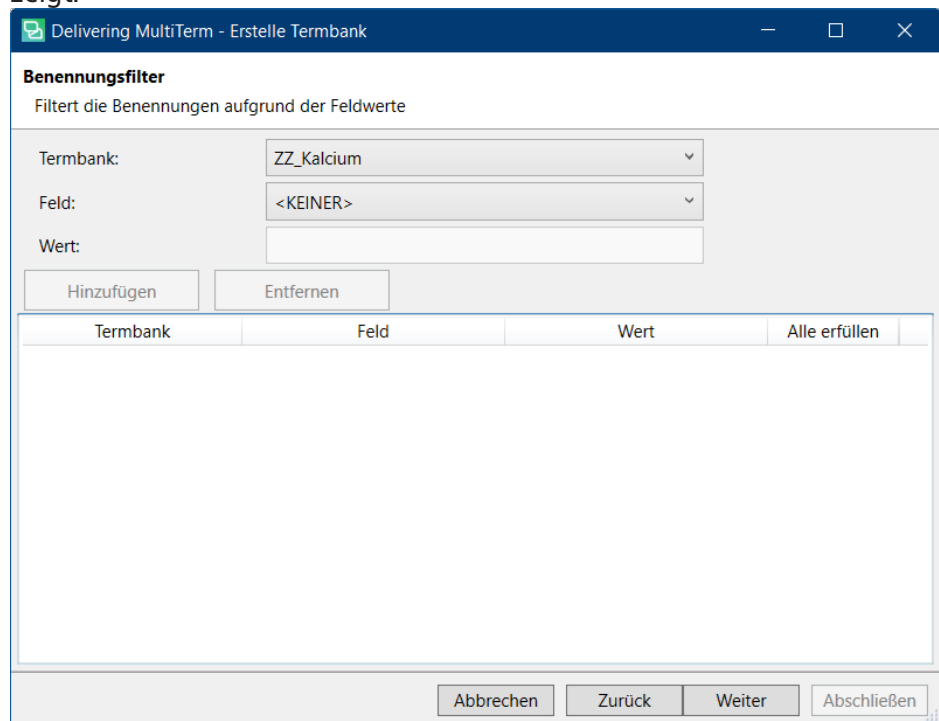 zeigt.
Delivering MultiTerm - Erstelle Termbank
Benennungsfilter
Filtert die Benennungen aufgrund der Feldwerte
Termbank: ZZ_Kalcium
Feld: <KEINER>
Wert:
Hinzufügen Entfernen
Termbank Feld Wert Alle erfüllen
Abbrechen Zurück Weiter Abschließen